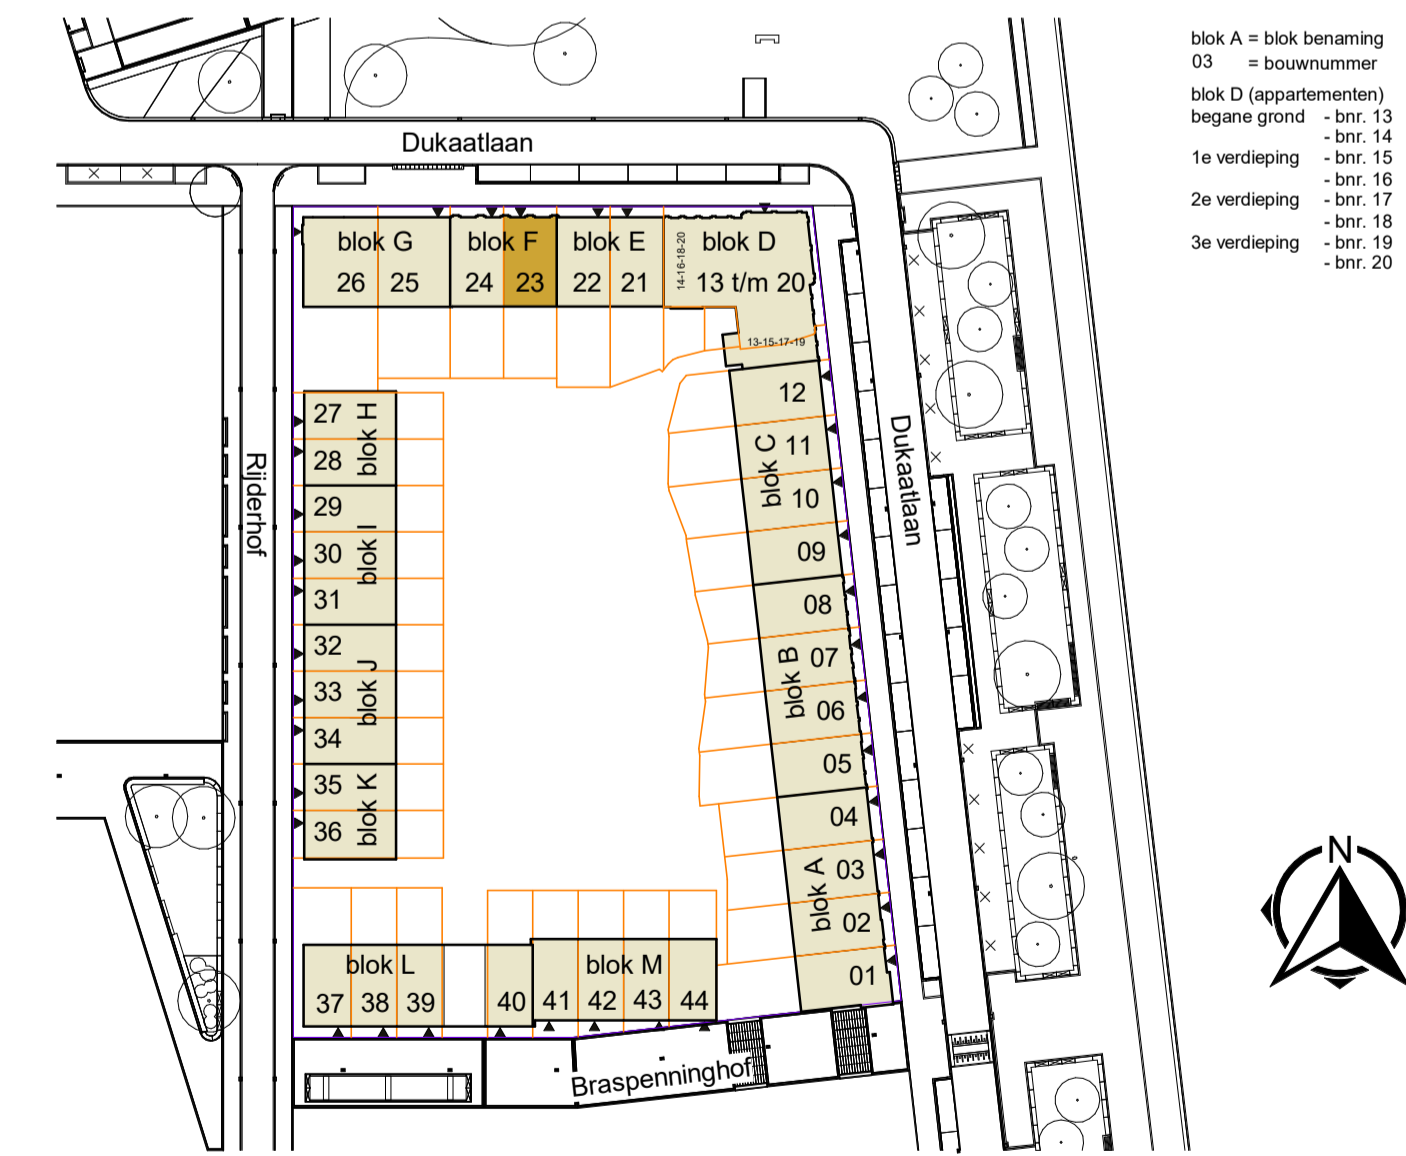 blok A = blok benaming
03 = bouwnummer
blok D (appartementen)
begane grond - bnr. 13
- bnr. 14
1e verdieping - bnr. 15
- bnr. 16
2e verdieping - bnr. 17
- bnr. 18
3e verdieping - bnr. 19
- bnr. 20
Dukaatlaan
blok G
26 25
blok F
24 23
blok E
22 21
14-16-18-20
blok D
13 t/m 20
13-15-17-19
12
11
10
09
blok C
08
07
06
05
blok B
04
03
02
01
blok A
Dukaatlaan
Rijderhof
27
28
blok H
29
30
31
blok I
32
33
34
blok J
35
36
blok K
blok L
37 38 39 40
blok M
41 42 43 44
Braspenninghof
N